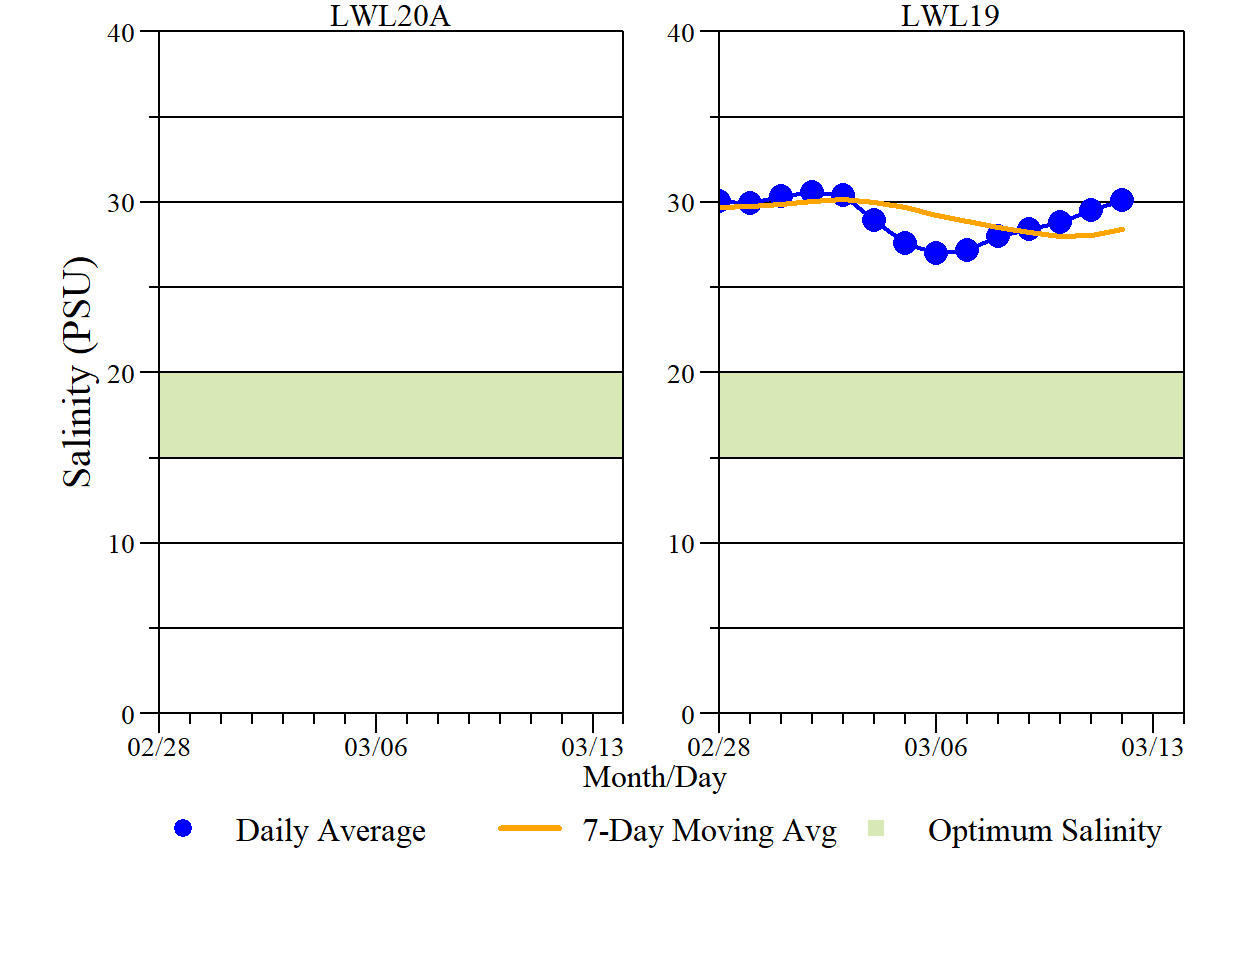 LWL20A LWL19
40 40
30 30
Salinity (PSU)
20 20
10 10
0 0
02/28 03/06 03/13 02/28 03/06 03/13
Month/Day
Daily Average 7-Day Moving Avg Optimum Salinity